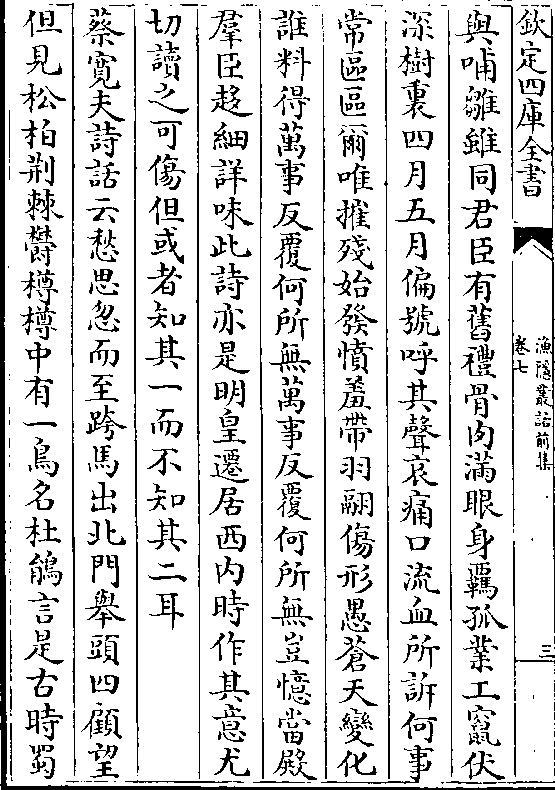 欽定四庫全書
漁隱叢話前集
卷七
三
與哺雛雖同君臣有舊禮骨肉滿眼身羈孤業工竄伏
深樹裏四月五月偏號呼其聲哀痛口流血所訴何事
常區區爾唯摧殘始發憤羞帶羽翮傷形愚蒼天變化
誰料得萬事反覆何所無萬事反覆何所無豈憶當殿
羣臣趍細詳味此詩亦是明皇遷居西内時作其意尤
切讀之可傷但或者知其一而不知其二耳
蔡寛夫詩話云愁思忽而至跨馬出北門舉頭四顧望
但見松栢荆棘欝樽樽中有一鳥名杜鵑言是古時蜀